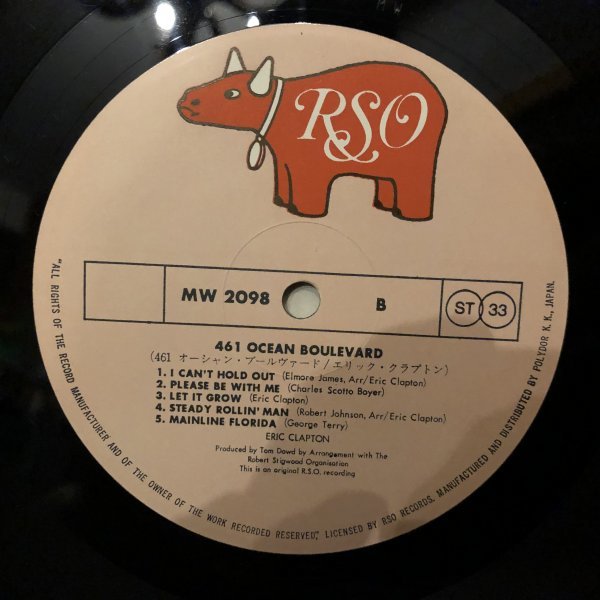 RSO
MW 2098
B
ST 33
461 OCEAN BOULEVARD
(461 オーシャン・ブールヴァード/エリック・クラプトン)
1. I CAN'T HOLD OUT (Elmore James, Arr/Eric Clapton)
2. PLEASE BE WITH ME (Charles Scotto Boyer)
3. LET IT GROW (Eric Clapton)
4. STEADY ROLLIN' MAN (Robert Johnson, Arr/Eric Clapton)
5. MAINLINE FLORIDA (George Terry)
ERIC CLAPTON
Produced by Tom Dowd by Arrangement with The
Robert Stigwood Organisation
This is an original R.S.O. recording
"ALL RIGHTS OF THE RECORD MANUFACTURER AND OF THE OWNER OF THE WORK RECORDED RESERVED", LICENSED BY RSO RECORDS, MANUFACTURED AND DISTRIBUTED BY POLYDOR K. K., JAPAN.